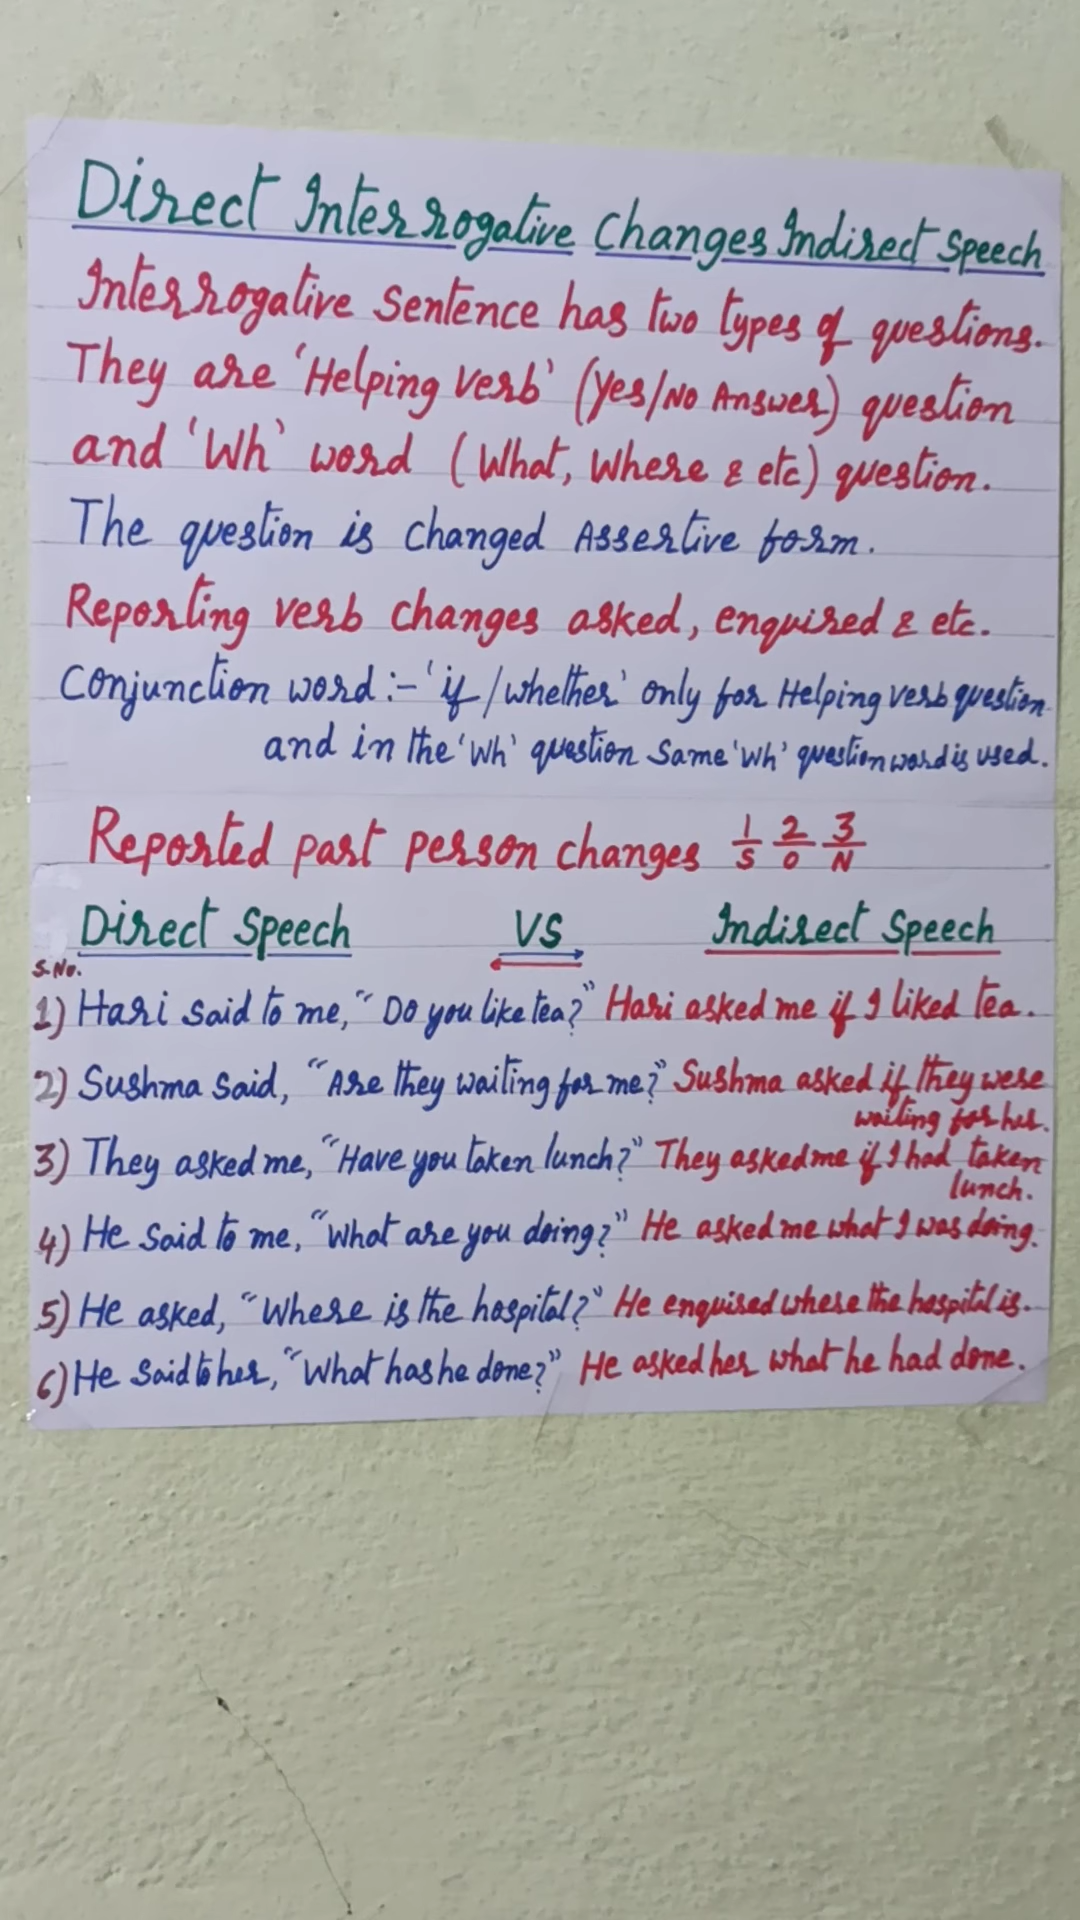 Direct Interrogative Changes Indirect Speech
Interrogative Sentence has two types of questions.
They are 'Helping verb' (Yes/No Answer) question
and 'Wh' word (What, Where & etc) question.
The question is changed Assertive form.
Reporting verb changes asked, enquired & etc.
Conjunction word :- 'if/whether' only for Helping verb question
and in the 'Wh' question Same 'Wh' question word is used.
Reported past person changes 1/S 2/O 3/N
Direct Speech VS Indirect Speech
S.No.
1) Hari Said to me, "Do you like tea?" Hari asked me if I liked tea.
2) Sushma Said, "Are they waiting for me?" Sushma asked if they were
waiting for her.
3) They asked me, "Have you taken lunch?" They asked me if I had taken
lunch.
4) He Said to me, "What are you doing?" He asked me what I was doing.
5) He asked, "Where is the hospital?" He enquired where the hospital is.
6) He Said to her, "What has he done?" He asked her what he had done.